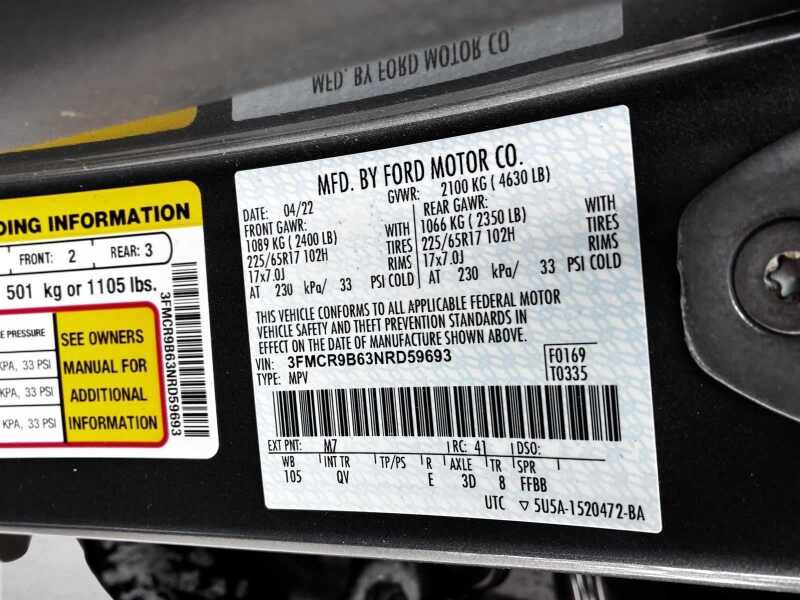 MFD. BY FORD MOTOR CO.
DING INFORMATION
FRONT: 2 REAR: 3
501 kg or 1105 lbs.
E PRESSURE
KPA, 33 PSI
KPA, 33 PSI
KPA, 33 PSI
SEE OWNERS
MANUAL FOR
ADDITIONAL
INFORMATION
3FMCR9B63NRD59693
MFD. BY FORD MOTOR CO.
DATE: 04/22 GVWR: 2100 KG ( 4630 LB)
FRONT GAWR: REAR GAWR: WITH
1089 KG ( 2400 LB) WITH 1066 KG ( 2350 LB) TIRES
225/65R17 102H TIRES 225/65R17 102H RIMS
17x7.0J RIMS 17x7.0J
AT 230 kPa/ 33 PSI COLD AT 230 kPa/ 33 PSI COLD
THIS VEHICLE CONFORMS TO ALL APPLICABLE FEDERAL MOTOR
VEHICLE SAFETY AND THEFT PREVENTION STANDARDS IN
EFFECT ON THE DATE OF MANUFACTURE SHOWN ABOVE.
VIN: 3FMCR9B63NRD59693
TYPE: MPV
F0169
T0335
EXT PNT: M7 RC: 41 DSO:
WB INT TR TP/PS R AXLE TR SPR
105 QV E 3D 8 FFBB
UTC ▽ 5U5A-1520472-BA